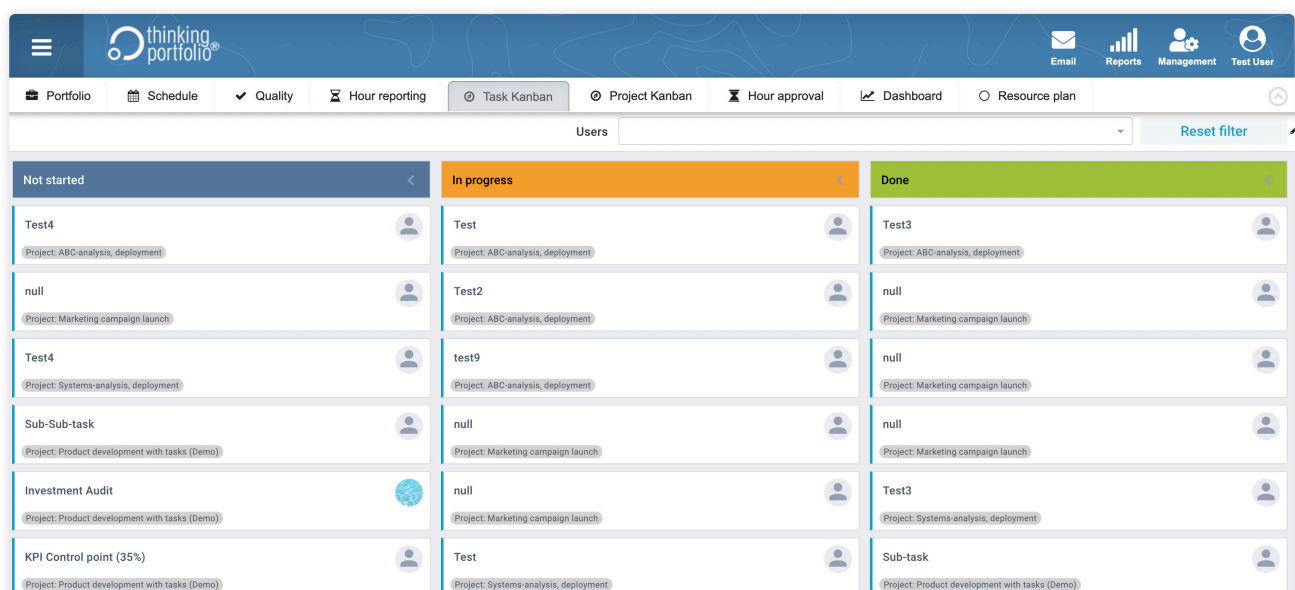 thinking
portfolio®
Email
Reports
Management
Test User
Portfolio
Schedule
Quality
Hour reporting
Task Kanban
Project Kanban
Hour approval
Dashboard
Resource plan
Users
Reset filter
Not started
Test4
Project: ABC-analysis, deployment
null
Project: Marketing campaign launch
Test4
Project: Systems-analysis, deployment
Sub-Sub-task
Project: Product development with tasks (Demo)
Investment Audit
Project: Product development with tasks (Demo)
KPI Control point (35%)
Project: Product development with tasks (Demo)
In progress
Test
Project: ABC-analysis, deployment
Test2
Project: ABC-analysis, deployment
test9
Project: ABC-analysis, deployment
null
Project: Marketing campaign launch
null
Project: Marketing campaign launch
Test
Project: Systems-analysis, deployment
Done
Test3
Project: ABC-analysis, deployment
null
Project: Marketing campaign launch
null
Project: Marketing campaign launch
null
Project: Marketing campaign launch
Test3
Project: Systems-analysis, deployment
Sub-task
Project: Product development with tasks (Demo)